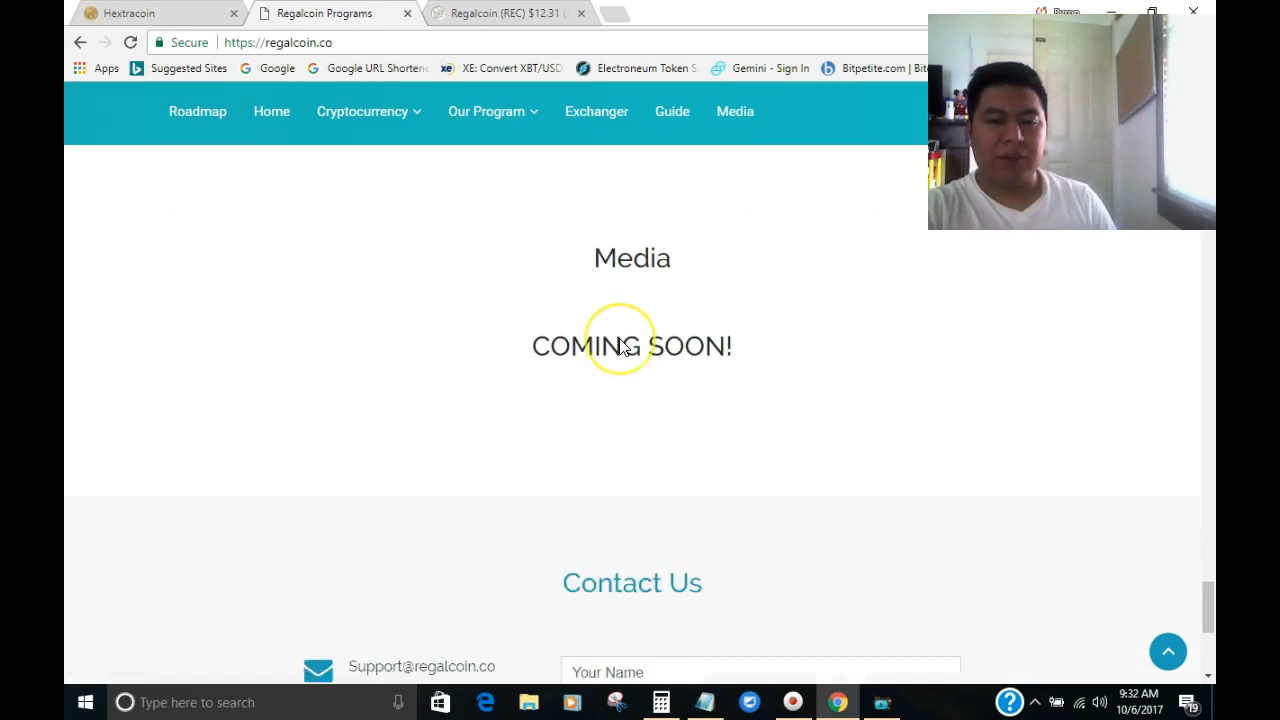 Hextracoin
Regalcoin Programs
Regalcoin (REC) $12.31 (
Secure
https://regalcoin.co
Apps
Suggested Sites
Google
Google URL Shortene
XE: Convert XBT/USD
Electroneum Token S
Gemini - Sign In
Bitpetite.com | Bit
Roadmap
Home
Cryptocurrency
Our Program
Exchanger
Guide
Media
Media
COMING SOON!
Contact Us
Support@regalcoin.co
Your Name
Type here to search
9:32 AM
10/6/2017
19